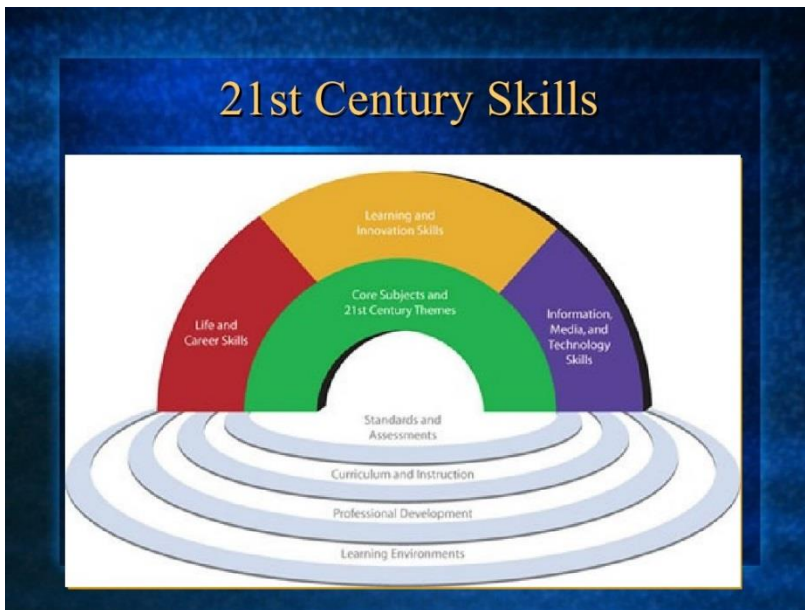 21st Century Skills
Learning and
Innovation Skills
Core Subjects and
21st Century Themes
Life and
Career Skills
Information,
Media, and
Technology
Skills
Standards and
Assessments
Curriculum and Instruction
Professional Development
Learning Environments